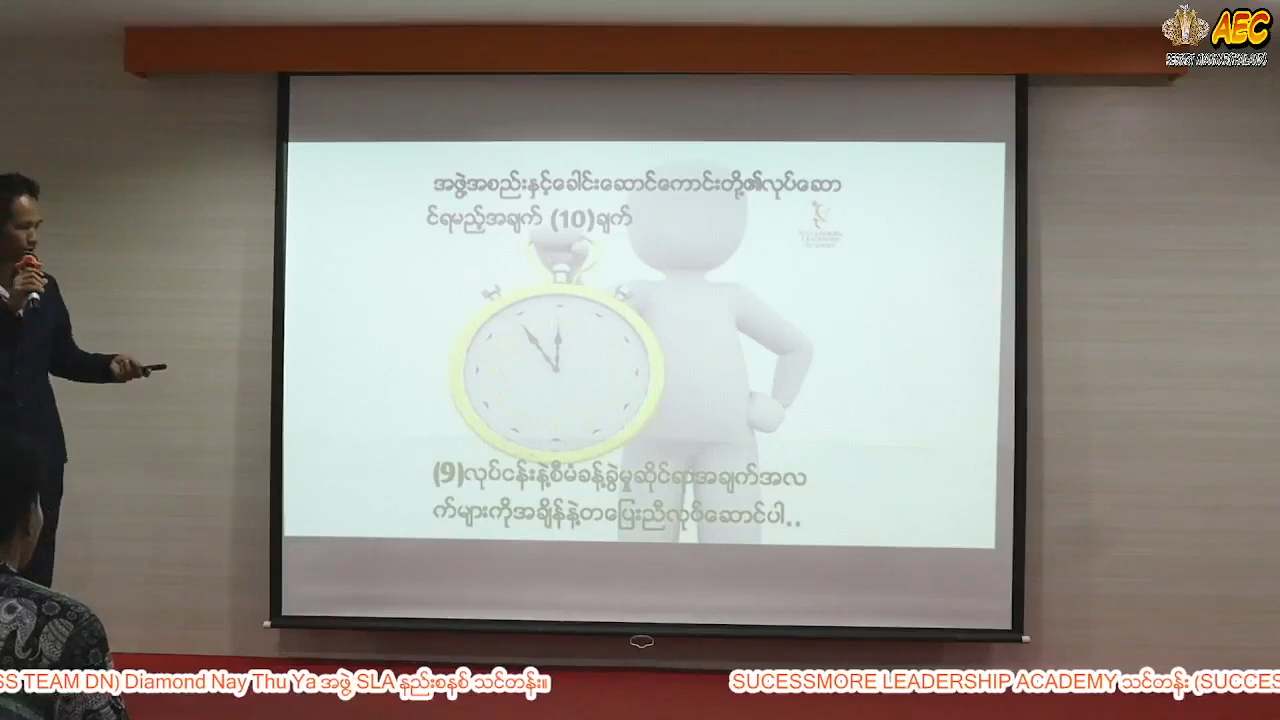 AEC
အဖွဲ့အစည်းနှင့်ခေါင်းဆောင်ကောင်းတို့၏လုပ်ဆော
င်ရမည့်အချက် (10)ချက်
(9)လုပ်ငန်းနဲ့စီမံခန့်ခွဲမှုဆိုင်ရာအချက်အလ
က်များကိုအချိန်နဲ့တပြေးညီလုပ်ဆောင်ပါ..
SS TEAM DN) Diamond Nay Thu Ya အဖွဲ့ SLA နည်းစနစ် သင်တန်း။ SUCESSMORE LEADERSHIP ACADEMY သင်တန်း (SUCCES